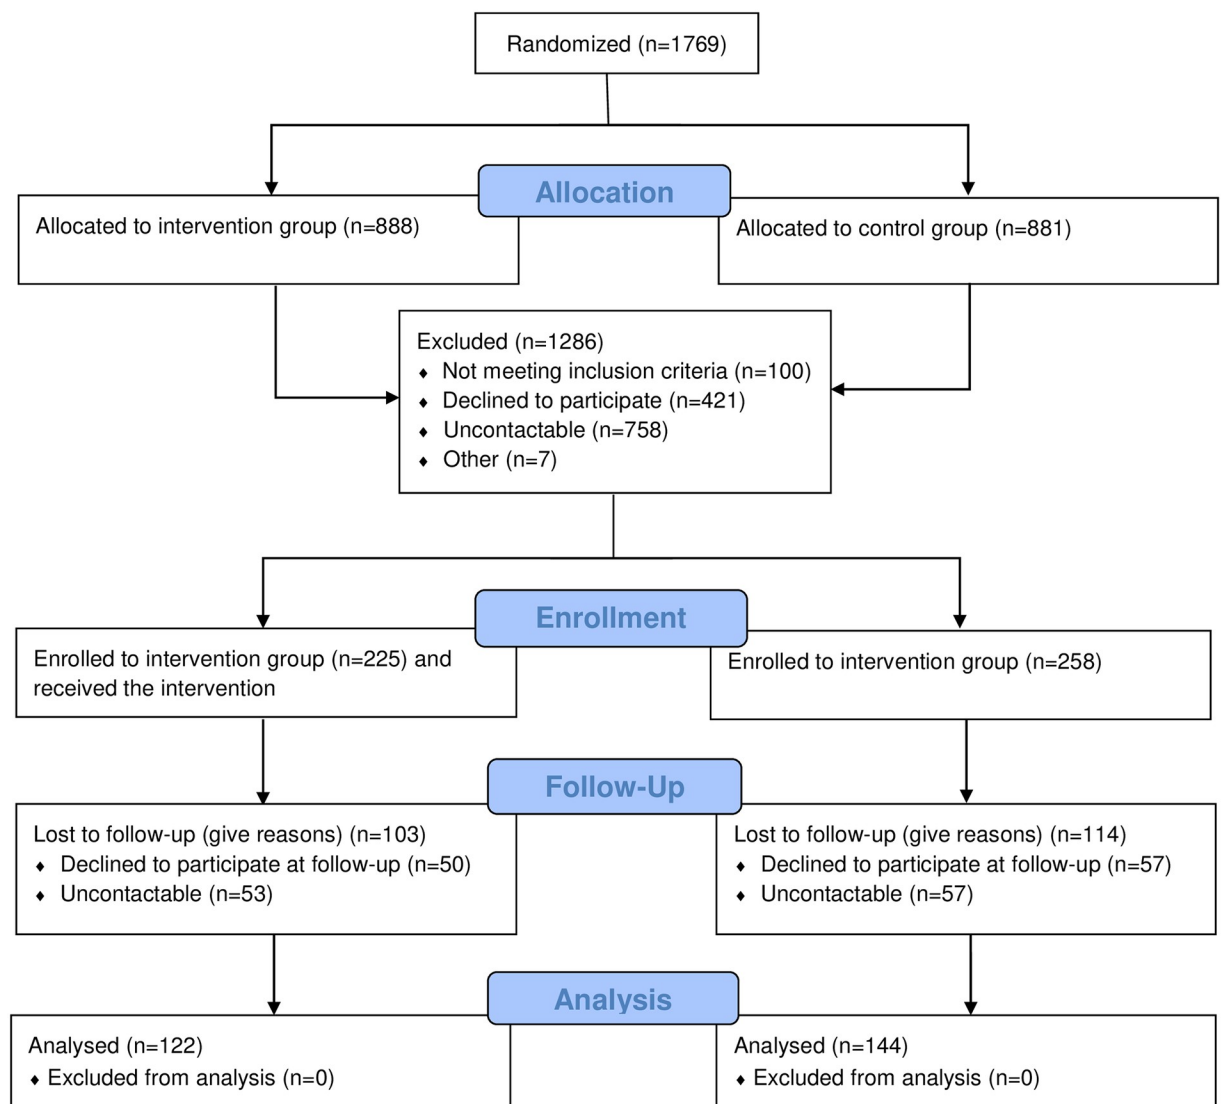 Randomized (n=1769)
Allocation
Allocated to intervention group (n=888)
Allocated to control group (n=881)
Excluded (n=1286)
♦ Not meeting inclusion criteria (n=100)
♦ Declined to participate (n=421)
♦ Uncontactable (n=758)
♦ Other (n=7)
Enrollment
Enrolled to intervention group (n=225) and
received the intervention
Enrolled to intervention group (n=258)
Follow-Up
Lost to follow-up (give reasons) (n=103)
♦ Declined to participate at follow-up (n=50)
♦ Uncontactable (n=53)
Lost to follow-up (give reasons) (n=114)
♦ Declined to participate at follow-up (n=57)
♦ Uncontactable (n=57)
Analysis
Analysed (n=122)
♦ Excluded from analysis (n=0)
Analysed (n=144)
♦ Excluded from analysis (n=0)